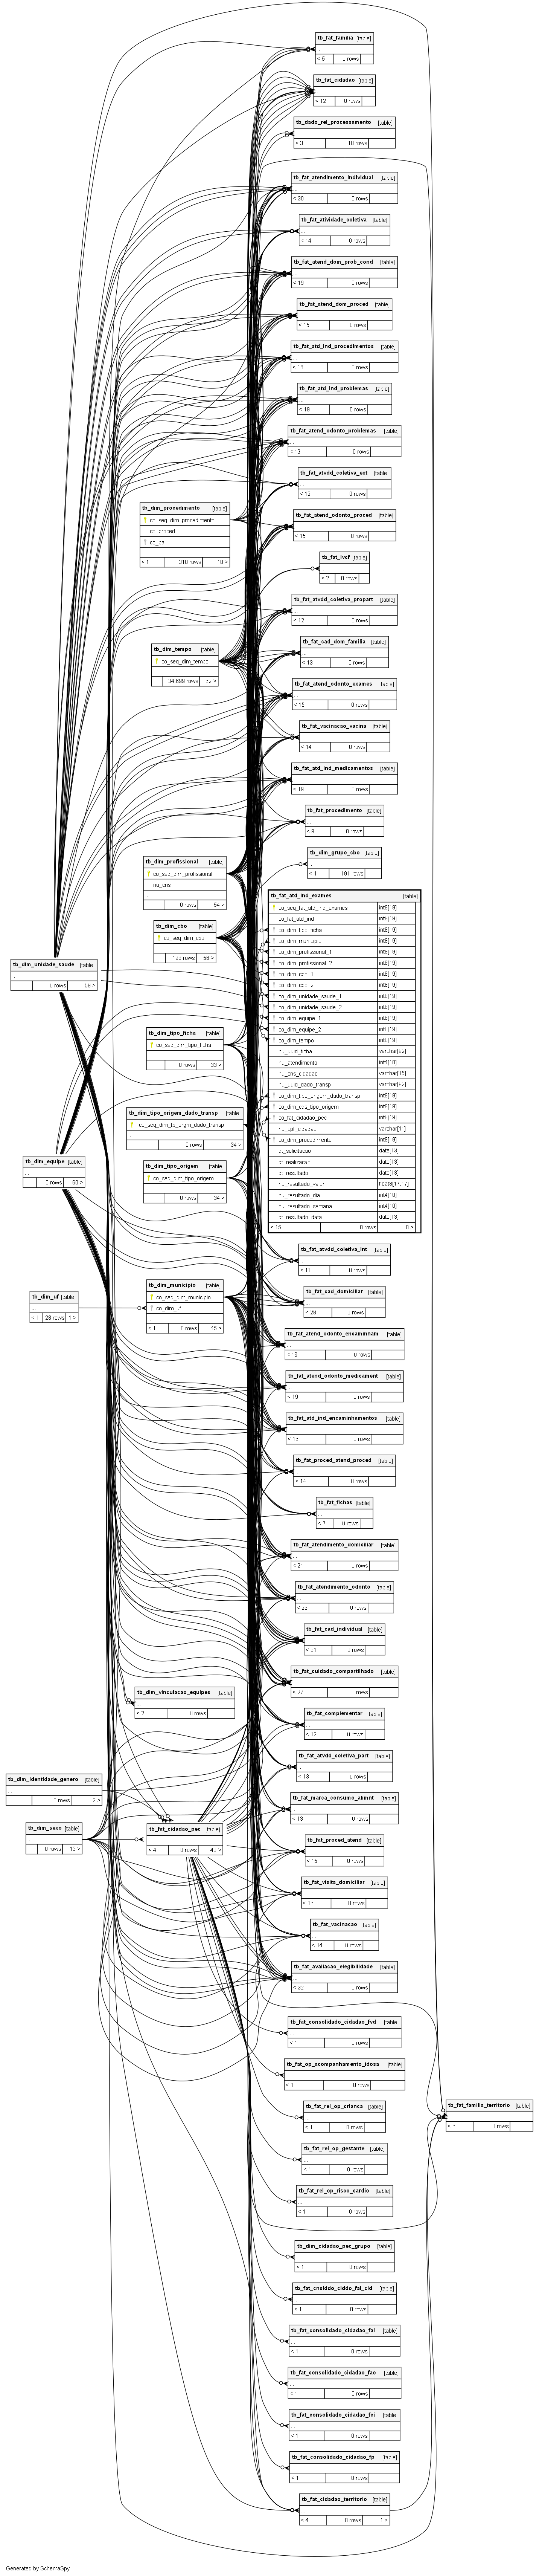 tb_fat_familia [table]
...
< 5 0 rows
tb_fat_cidadao [table]
...
< 12 0 rows
tb_dado_rel_processamento [table]
...
< 3 18 rows
tb_fat_atendimento_individual [table]
...
< 30 0 rows
tb_fat_atividade_coletiva [table]
...
< 14 0 rows
tb_fat_atend_dom_prob_cond [table]
...
< 19 0 rows
tb_fat_atend_dom_proced [table]
...
< 15 0 rows
tb_fat_atd_ind_procedimentos [table]
...
< 16 0 rows
tb_fat_atd_ind_problemas [table]
...
< 19 0 rows
tb_fat_atend_odonto_problemas [table]
...
< 19 0 rows
tb_fat_atvdd_coletiva_ext [table]
...
< 12 0 rows
tb_dim_procedimento [table]
co_seq_dim_procedimento
co_proced
co_pai
...
< 1 10 >
tb_fat_atend_odonto_proced [table]
...
< 15 0 rows
tb_fat_ivcf [table]
...
< 2 0 rows
tb_fat_atvdd_coletiva_propart [table]
...
< 12 0 rows
tb_dim_tempo [table]
co_seq_dim_tempo
...
tb_fat_cad_dom_familia [table]
...
< 13 0 rows
tb_fat_atend_odonto_exames [table]
...
< 15 0 rows
tb_fat_vacinacao_vacina [table]
...
< 14 0 rows
tb_fat_atd_ind_medicamentos [table]
...
< 19 0 rows
tb_fat_procedimento [table]
...
< 9 0 rows
tb_dim_grupo_cbo [table]
...
< 1 191 rows
tb_dim_profissional [table]
co_seq_dim_profissional
nu_cns
...
0 rows 54 >
tb_dim_cbo [table]
co_seq_dim_cbo
...
193 rows 56 >
tb_dim_unidade_saude [table]
...
0 rows 58 >
tb_fat_atd_ind_exames [table]
co_seq_fat_atd_ind_exames int8[19]
co_fat_atd_ind int8[19]
co_dim_tipo_ficha int8[19]
co_dim_municipio int8[19]
co_dim_profissional_1 int8[19]
co_dim_profissional_2 int8[19]
co_dim_cbo_1 int8[19]
co_dim_cbo_2 int8[19]
co_dim_unidade_saude_1 int8[19]
co_dim_unidade_saude_2 int8[19]
co_dim_equipe_1 int8[19]
co_dim_equipe_2 int8[19]
co_dim_tempo int8[19]
nu_uuid_ficha
nu_atendimento int4[10]
nu_cns_cidadao varchar[15]
nu_uuid_dado_transp
co_dim_tipo_origem_dado_transp int8[19]
co_dim_cds_tipo_origem int8[19]
co_fat_cidadao_pec int8[19]
nu_cpf_cidadao varchar[11]
co_dim_procedimento int8[19]
dt_solicitacao date[13]
dt_realizacao date[13]
dt_resultado date[13]
nu_resultado_valor float8[17,17]
nu_resultado_dia int4[10]
nu_resultado_semana int4[10]
dt_resultado_data date[13]
< 15 0 rows 0 >
tb_dim_tipo_ficha [table]
co_seq_dim_tipo_ficha
...
0 rows 33 >
tb_dim_tipo_origem_dado_transp [table]
co_seq_dim_tp_orgm_dado_transp
...
0 rows 34 >
tb_dim_equipe [table]
...
0 rows 60 >
tb_dim_tipo_origem [table]
co_seq_dim_tipo_origem
...
0 rows 34 >
tb_fat_atvdd_coletiva_int [table]
...
< 11 0 rows
tb_dim_municipio [table]
co_seq_dim_municipio
co_dim_uf
...
< 1 0 rows 45 >
tb_dim_uf [table]
...
< 1 28 rows 1 >
tb_fat_cad_domiciliar [table]
...
< 28 0 rows
tb_fat_atend_odonto_encaminham [table]
...
< 16 0 rows
tb_fat_atend_odonto_medicament [table]
...
< 19 0 rows
tb_fat_atd_ind_encaminhamentos [table]
...
< 18 0 rows
tb_fat_proced_atend_proced [table]
...
< 14 0 rows
tb_fat_fichas [table]
...
< 7 0 rows
tb_fat_atendimento_domiciliar [table]
...
< 21 0 rows
tb_fat_atendimento_odonto [table]
...
< 23 0 rows
tb_fat_cad_individual [table]
...
< 31 0 rows
tb_fat_cuidado_compartilhado [table]
...
< 27 0 rows
tb_dim_vinculacao_equipes [table]
...
< 2 0 rows
tb_fat_complementar [table]
...
< 12 0 rows
tb_fat_atvdd_coletiva_part [table]
...
< 13 0 rows
tb_dim_identidade_genero [table]
...
0 rows 2 >
tb_fat_marca_consumo_alimnt [table]
...
< 13 0 rows
tb_dim_sexo [table]
...
0 rows 13 >
tb_fat_cidadao_pec [table]
...
< 4 0 rows 40 >
tb_fat_proced_atend [table]
...
< 15 0 rows
tb_fat_visita_domiciliar [table]
...
< 16 0 rows
tb_fat_vacinacao [table]
...
< 14 0 rows
tb_fat_avaliacao_elegibilidade [table]
...
< 32 0 rows
tb_fat_consolidado_cidadao_fvd [table]
...
< 1 0 rows
tb_fat_op_acompanhamento_idosa [table]
...
< 1 0 rows
tb_fat_rel_op_crianca [table]
...
< 1 0 rows
tb_fat_familia_territorio [table]
...
< 6 0 rows
tb_fat_rel_op_gestante [table]
...
< 1 0 rows
tb_fat_rel_op_risco_cardio [table]
...
< 1 0 rows
tb_dim_cidadao_pec_grupo [table]
...
< 1 0 rows
tb_fat_cnslddo_ciddo_fai_cid [table]
...
< 1 0 rows
tb_fat_consolidado_cidadao_fai [table]
...
< 1 0 rows
tb_fat_consolidado_cidadao_fao [table]
...
< 1 0 rows
tb_fat_consolidado_cidadao_fci [table]
...
< 1 0 rows
tb_fat_consolidado_cidadao_fp [table]
...
< 1 0 rows
tb_fat_cidadao_territorio [table]
...
< 4 0 rows 1 >
Generated by SchemaSpy